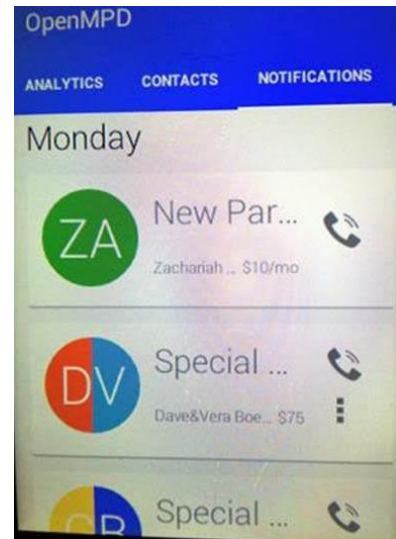 OpenMPD
ANALYTICS CONTACTS NOTIFICATIONS
Monday
ZA
New Par...
Zachariah ... $10/mo
DV
Special ...
Dave&Vera Boe... $75
Special ...